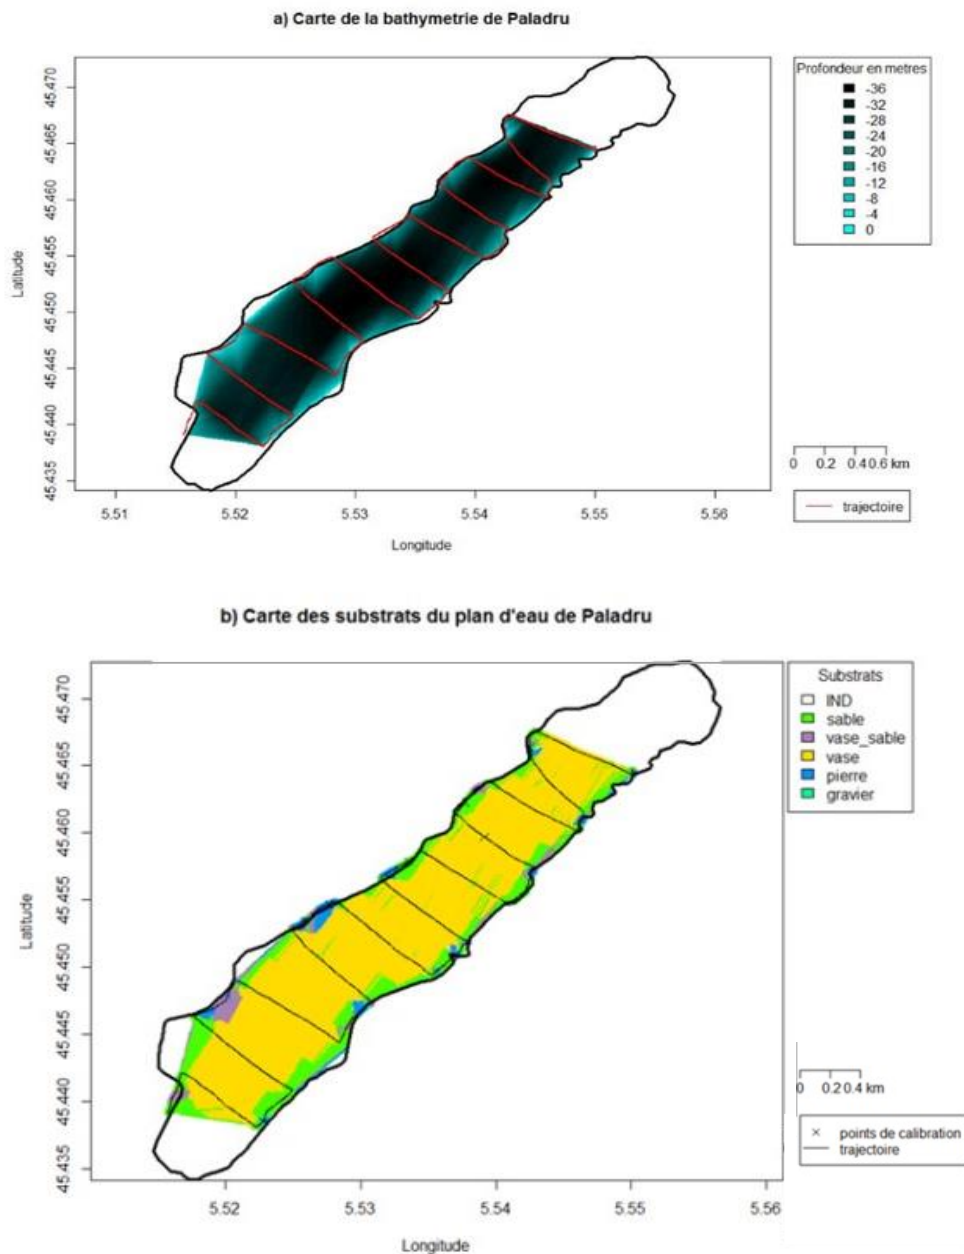 a) Carte de la bathymetrie de Paladru
Profondeur en metres
-36
-32
-28
-24
-20
-16
-12
-8
-4
0
Latitude
45.470
45.465
45.460
45.455
45.450
45.445
45.440
45.435
5.51 5.52 5.53 5.54 5.55 5.56
Longitude
0 0.2 0.4 0.6 km
trajectoire
b) Carte des substrats du plan d'eau de Paladru
Substrats
IND
sable
vase_sable
vase
pierre
gravier
Latitude
45.470
45.465
45.460
45.455
45.450
45.445
45.440
45.435
5.52 5.53 5.54 5.55 5.56
Longitude
0 0.2 0.4 km
points de calibration
trajectoire